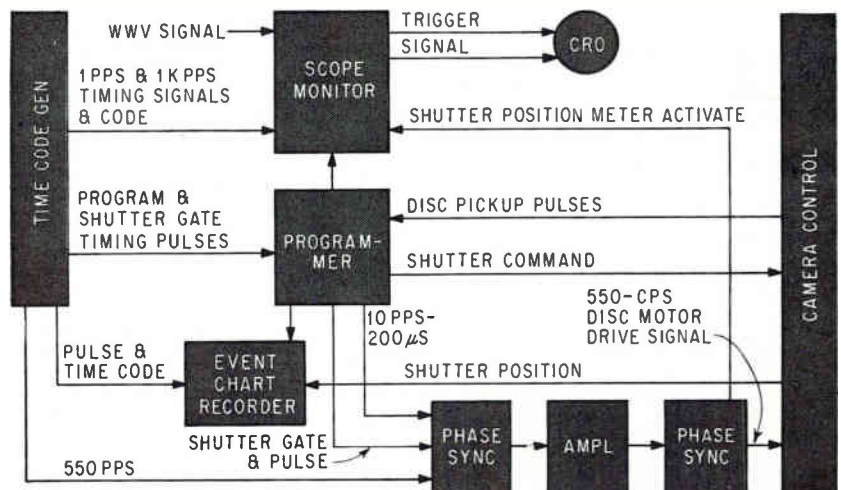 WWV SIGNAL
TRIGGER
SIGNAL
CRO
SCOPE
MONITOR
1 PPS & 1K PPS
TIMING SIGNALS
& CODE
TIME CODE GEN
SHUTTER POSITION METER ACTIVATE
PROGRAM &
SHUTTER GATE
TIMING PULSES
PROGRAM-
MER
DISC PICKUP PULSES
SHUTTER COMMAND
CAMERA CONTROL
10 PPS-
200 μS
550-CPS
DISC MOTOR
DRIVE SIGNAL
PULSE &
TIME CODE
EVENT
CHART
RECORDER
SHUTTER POSITION
SHUTTER GATE
& PULSE
PHASE
SYNC
AMPL
PHASE
SYNC
550 PPS